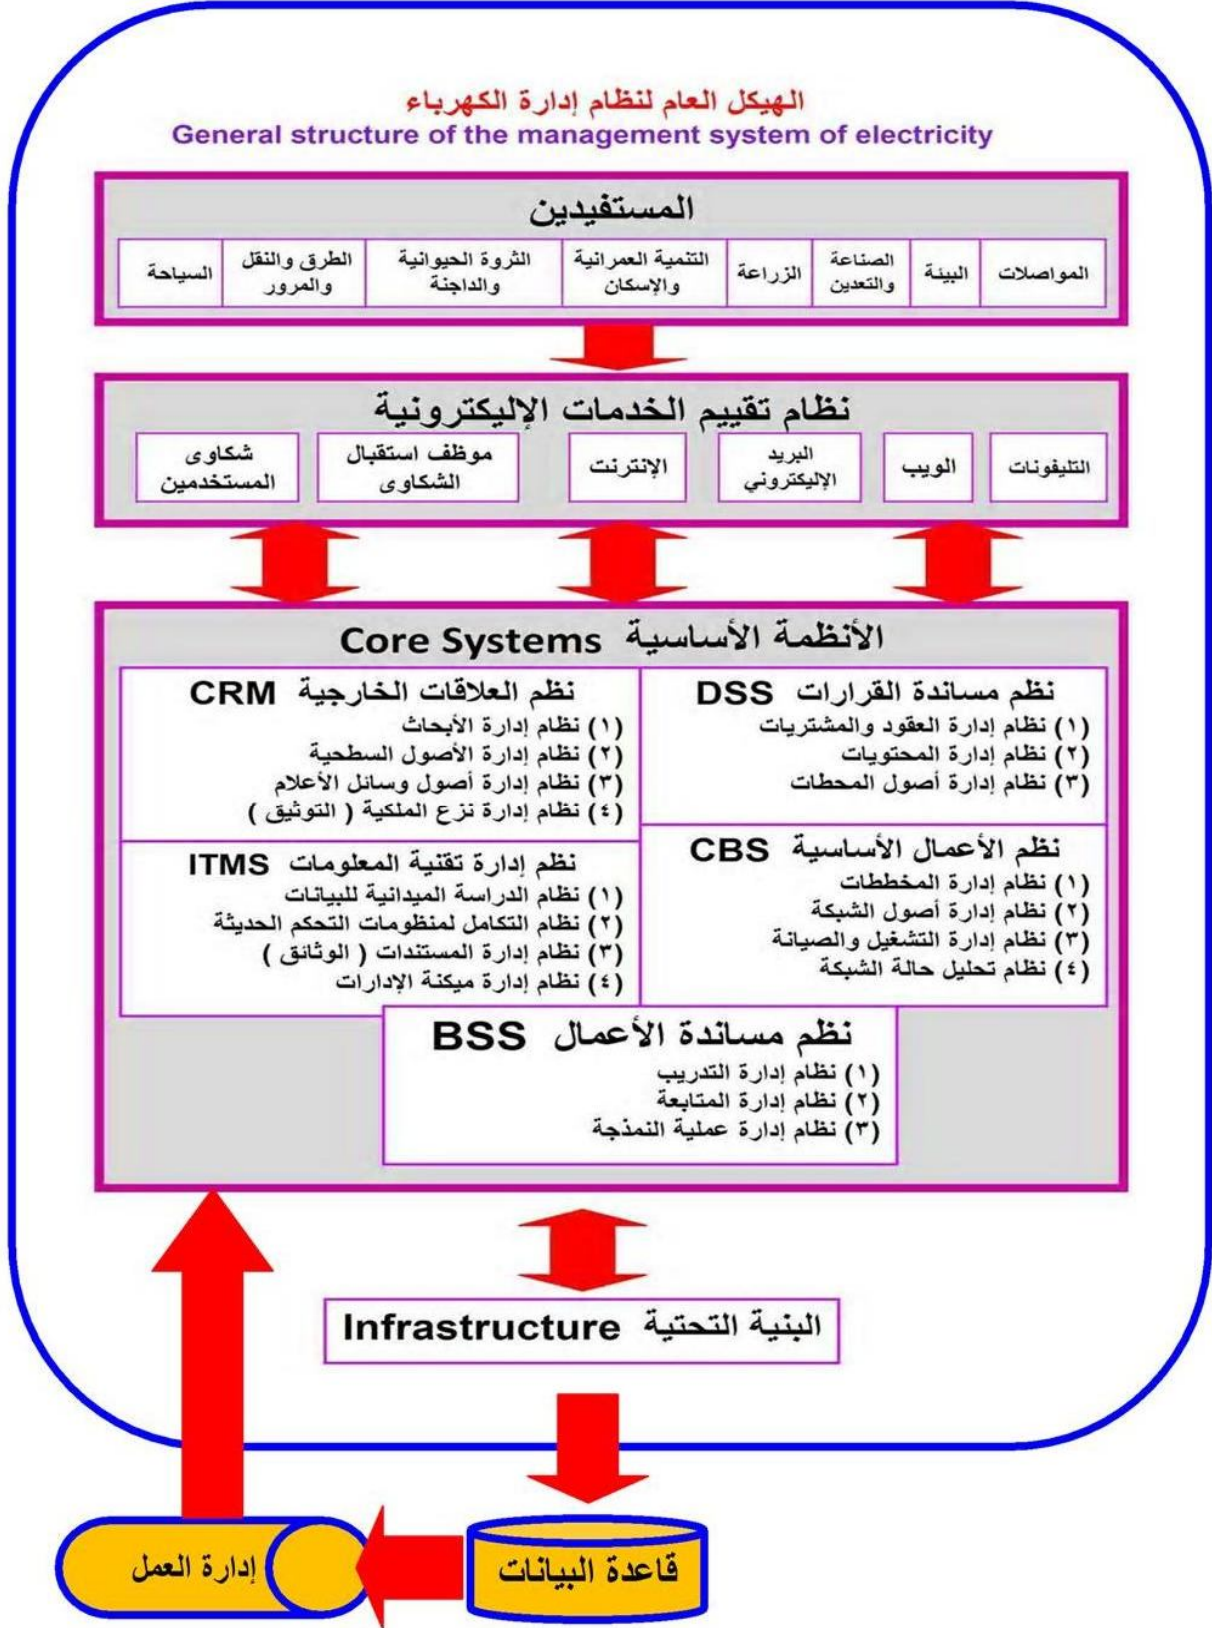 الهيكل العام لنظام إدارة الكهرباء
General structure of the management system of electricity
المستفيدين
المواصلات
البيئة
الصناعة
والتعدين
الزراعة
التنمية العمرانية
والإسكان
الثروة الحيوانية
والداجنة
الطرق والنقل
والمرور
السياحة
نظام تقييم الخدمات الإليكترونية
التليفونات
الويب
البريد
الإليكتروني
الإنترنت
موظف استقبال
الشكاوى
شكاوى
المستخدمين
الأنظمة الأساسية Core Systems
نظم مساندة القرارات DSS
(١) نظام إدارة العقود والمشتريات
(٢) نظام إدارة المحتويات
(٣) نظام إدارة أصول المحطات
نظم العلاقات الخارجية CRM
(١) نظام إدارة الأبحاث
(٢) نظام إدارة الأصول السطحية
(٣) نظام إدارة أصول وسائل الأعلام
(٤) نظام إدارة نزع الملكية ( التوثيق )
نظم الأعمال الأساسية CBS
(١) نظام إدارة المخططات
(٢) نظام إدارة أصول الشبكة
(٣) نظام إدارة التشغيل والصيانة
(٤) نظام تحليل حالة الشبكة
نظم إدارة تقنية المعلومات ITMS
(١) نظام الدراسة الميدانية للبيانات
(٢) نظام التكامل لمنظومات التحكم الحديثة
(٣) نظام إدارة المستندات ( الوثائق )
(٤) نظام إدارة ميكنة الإدارات
نظم مساندة الأعمال BSS
(١) نظام إدارة التدريب
(٢) نظام إدارة المتابعة
(٣) نظام إدارة عملية النمذجة
البنية التحتية Infrastructure
قاعدة البيانات
إدارة العمل